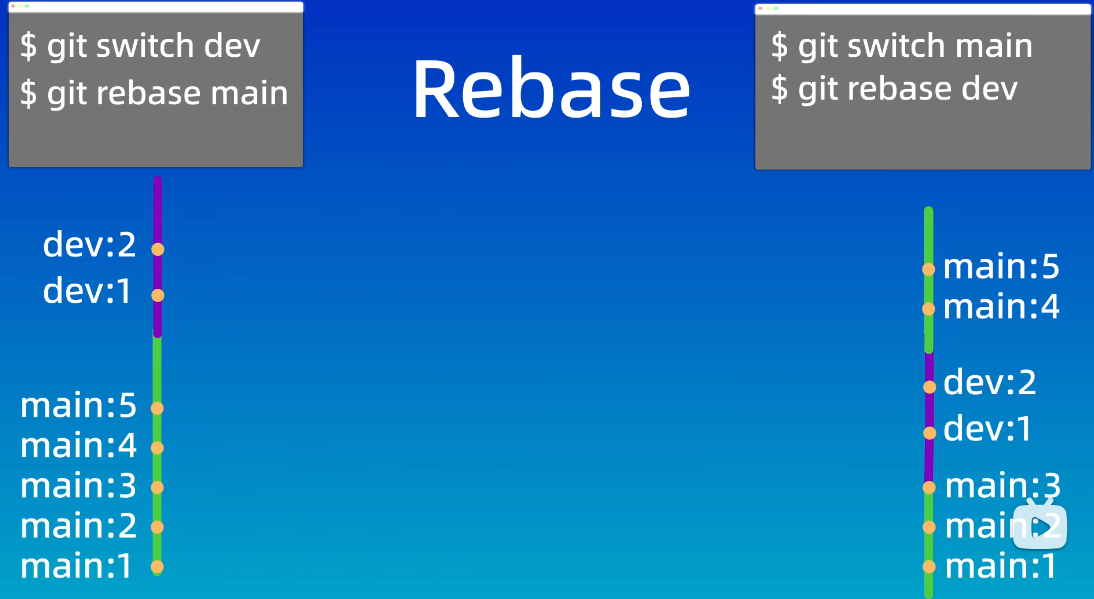 $ git switch dev
$ git rebase main
Rebase
$ git switch main
$ git rebase dev
dev:2
dev:1
main:5
main:4
main:3
main:2
main:1
main:5
main:4
dev:2
dev:1
main:3
main:2
main:1